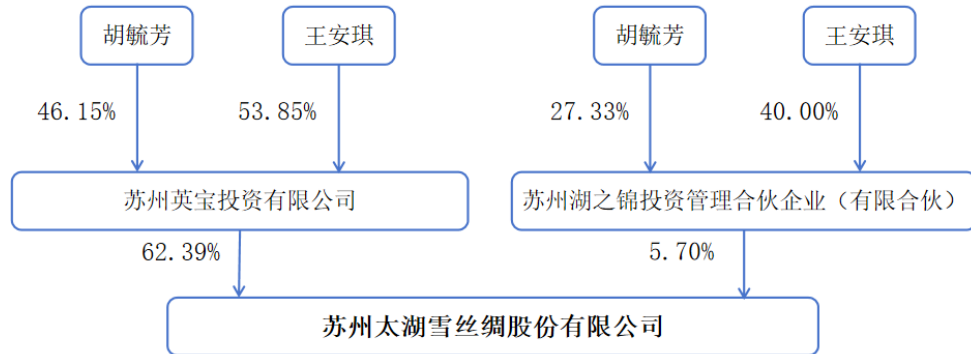 胡毓芳
王安琪
胡毓芳
王安琪
46.15%
53.85%
27.33%
40.00%
苏州英宝投资有限公司
苏州湖之锦投资管理合伙企业（有限合伙）
62.39%
5.70%
苏州太湖雪丝绸股份有限公司